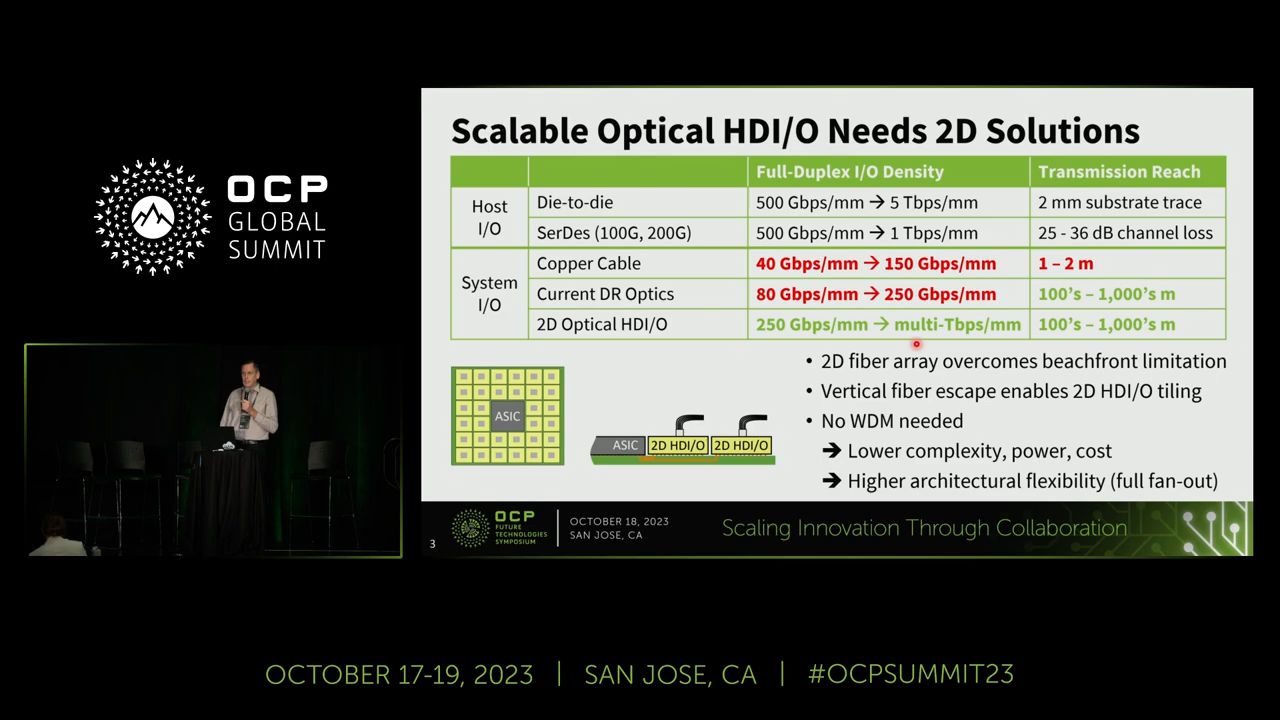 OCP
GLOBAL
SUMMIT
Scalable Optical HDI/O Needs 2D Solutions
Full-Duplex I/O Density Transmission Reach
Host I/O
Die-to-die 500 Gbps/mm → 5 Tbps/mm 2 mm substrate trace
SerDes (100G, 200G) 500 Gbps/mm → 1 Tbps/mm 25 - 36 dB channel loss
System I/O
Copper Cable 40 Gbps/mm → 150 Gbps/mm 1 – 2 m
Current DR Optics 80 Gbps/mm → 250 Gbps/mm 100's – 1,000's m
2D Optical HDI/O 250 Gbps/mm → multi-Tbps/mm 100's – 1,000's m
ASIC
ASIC 2D HDI/O 2D HDI/O
• 2D fiber array overcomes beachfront limitation
• Vertical fiber escape enables 2D HDI/O tiling
• No WDM needed
➔ Lower complexity, power, cost
➔ Higher architectural flexibility (full fan-out)
3
OCP
FUTURE
TECHNOLOGIES
SYMPOSIUM
OCTOBER 18, 2023
SAN JOSE, CA
Scaling Innovation Through Collaboration
OCTOBER 17-19, 2023 | SAN JOSE, CA | #OCPSUMMIT23